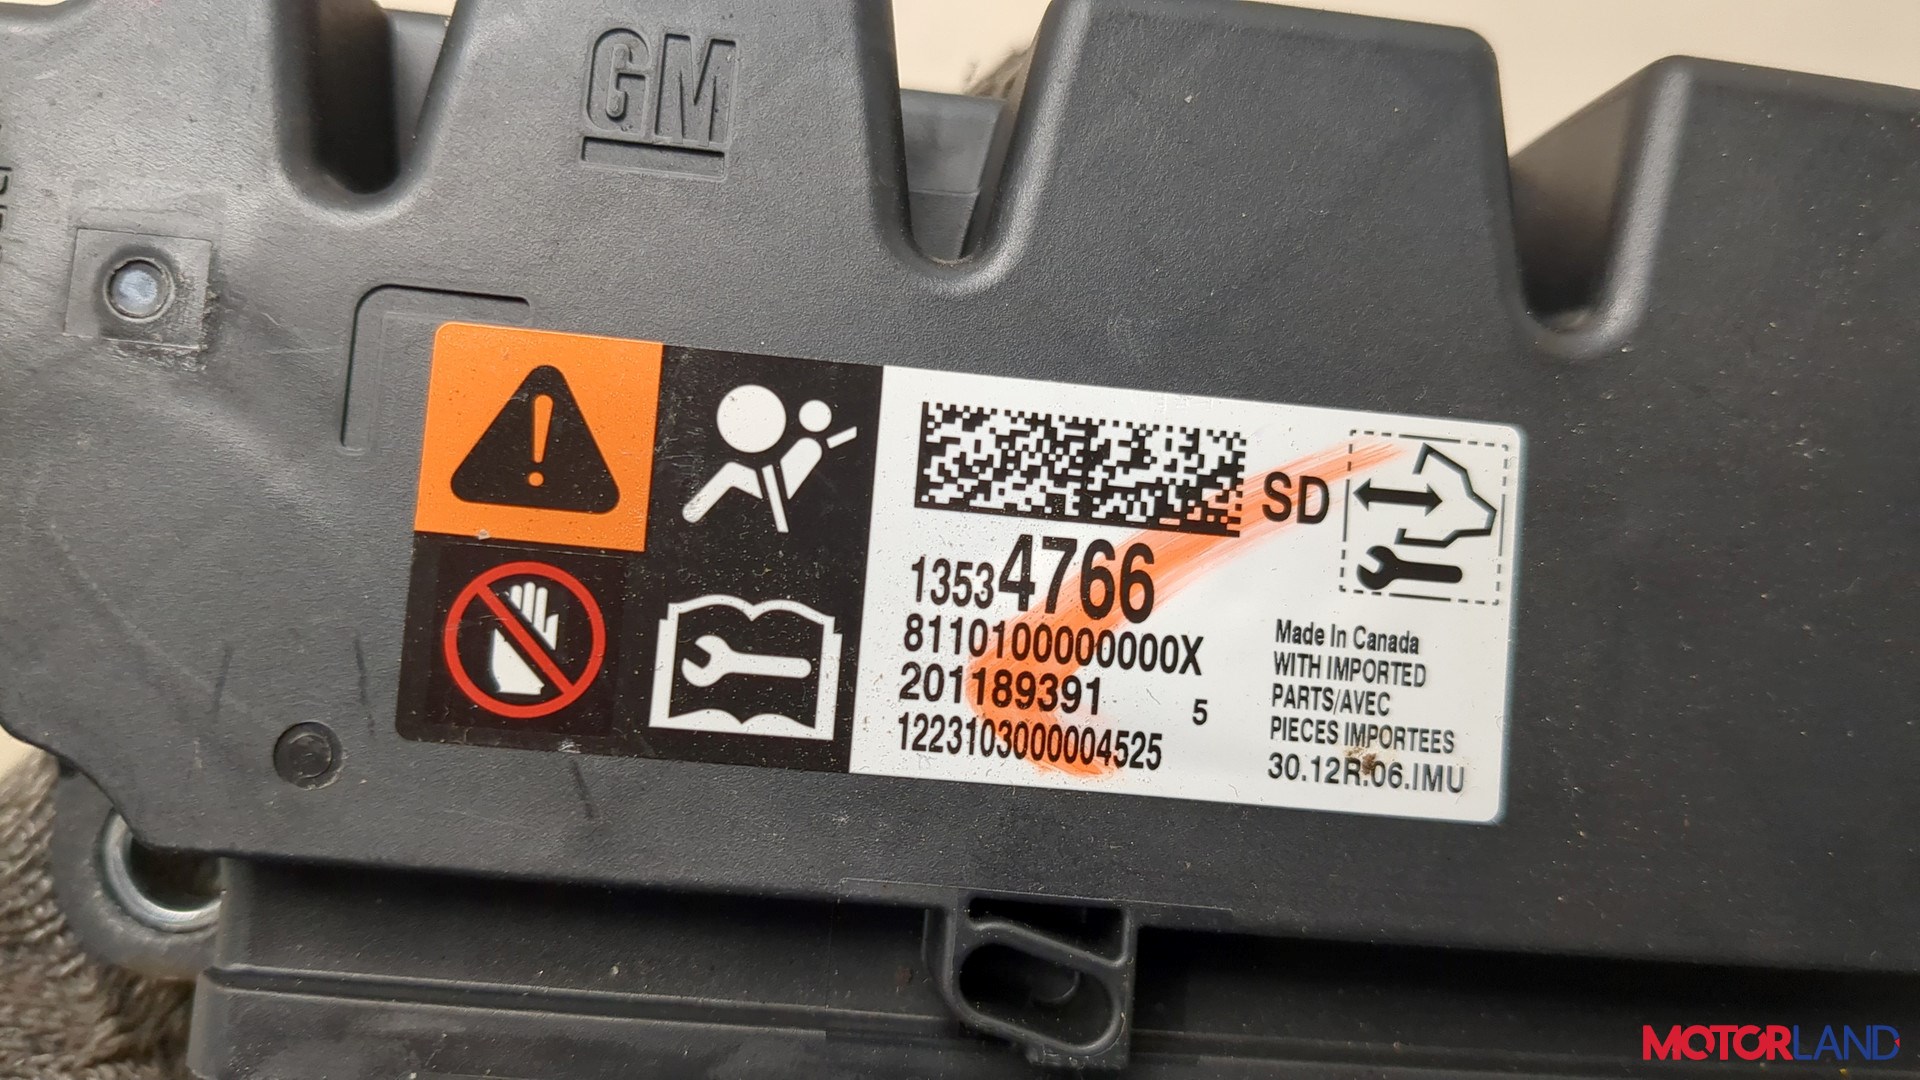 GM
SD
13534766
8110100000000X
201189391 5
1223103000004525
Made In Canada
WITH IMPORTED
PARTS/AVEC
PIECES IMPORTEES
30.12R.06.IMU
MOTORLAND